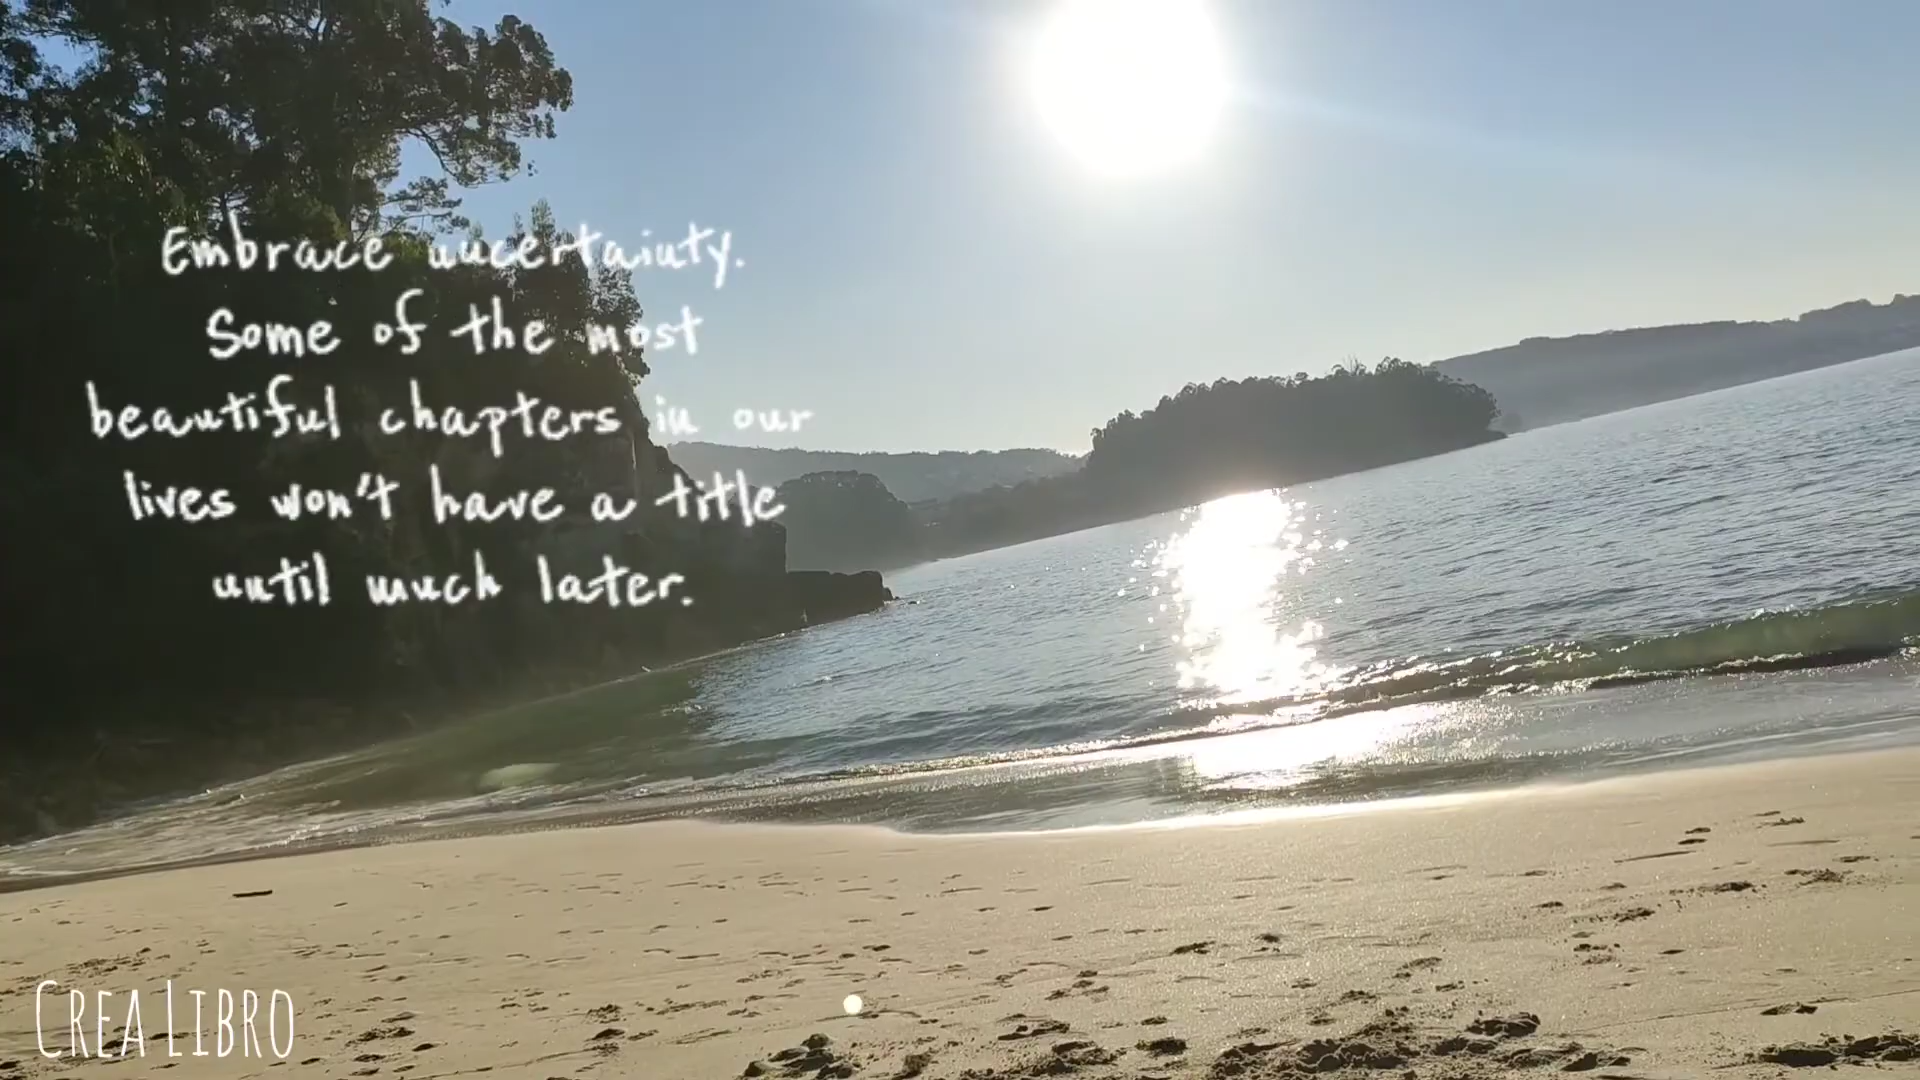 Embrace uncertainty.
Some of the most
beautiful chapters in our
lives won't have a title
until much later.
CREA LIBRO